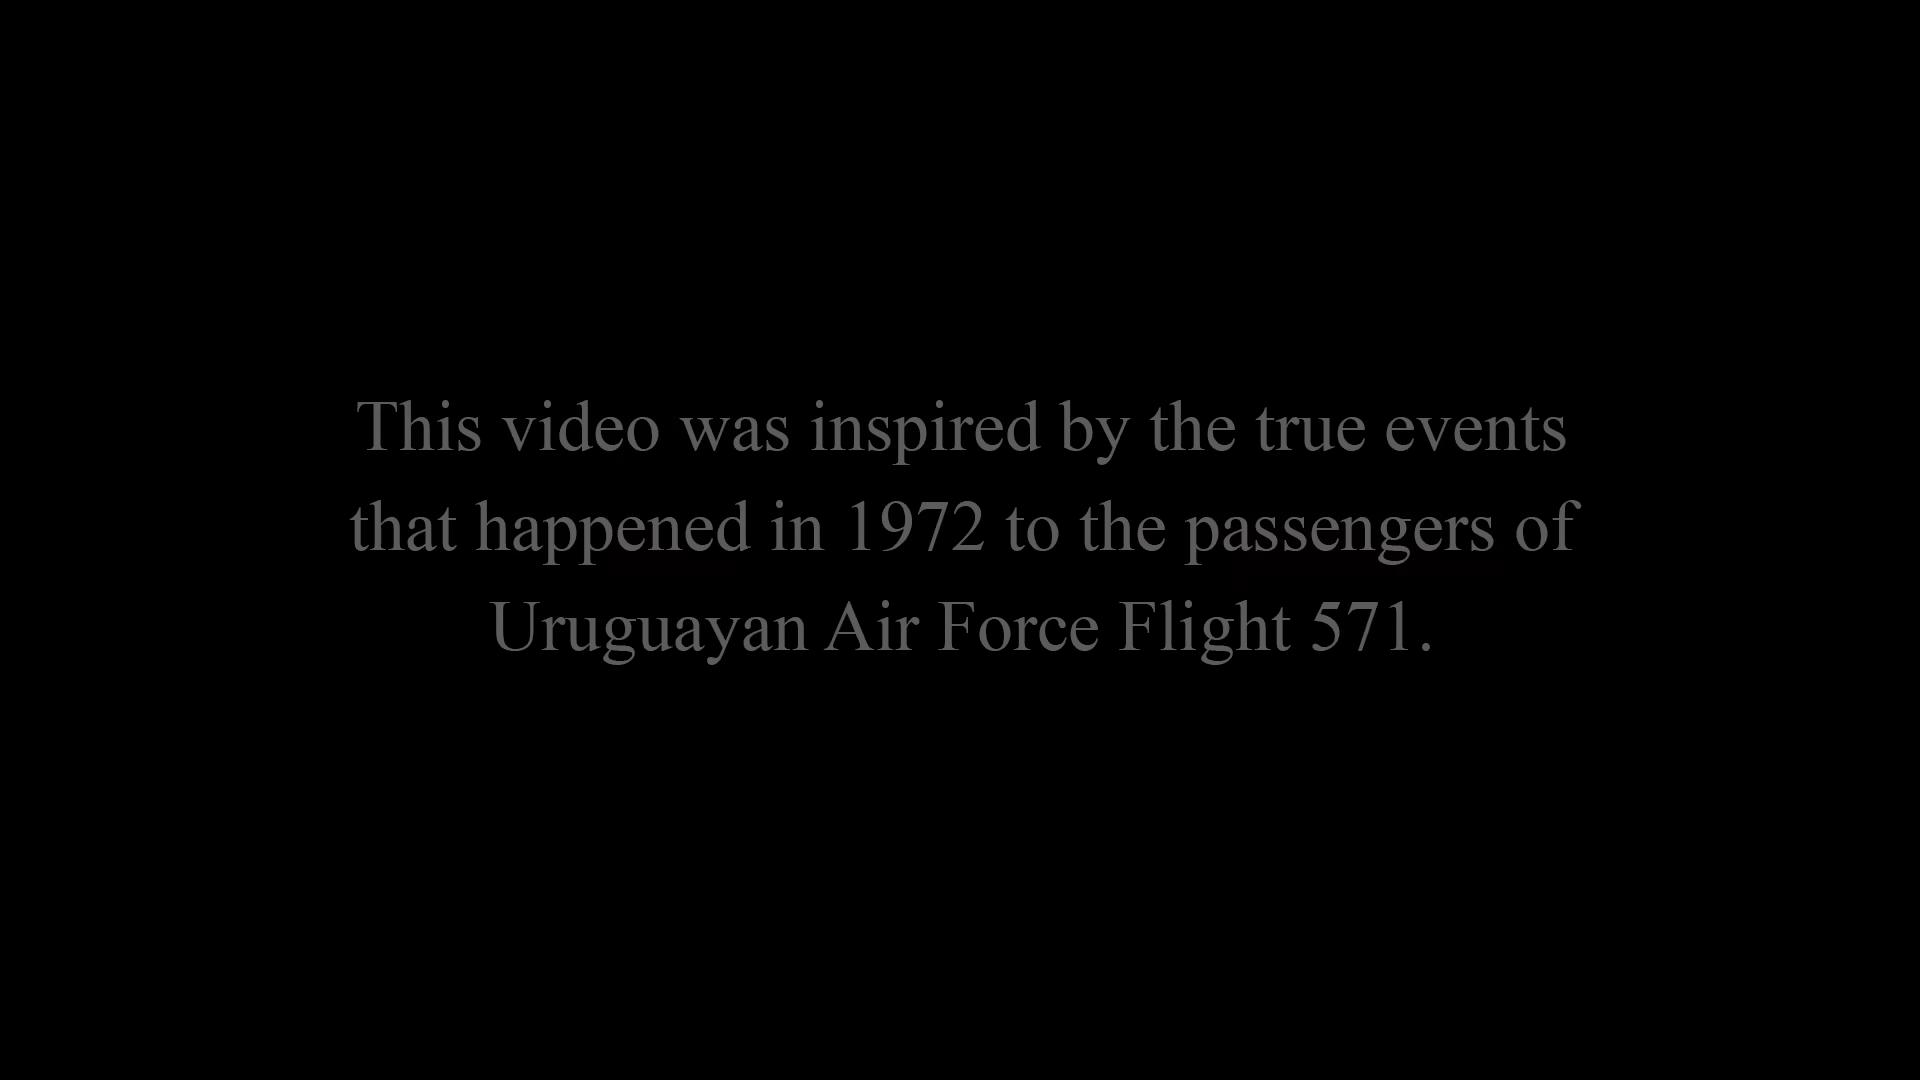 This video was inspired by the true events
that happened in 1972 to the passengers of
Uruguayan Air Force Flight 571.